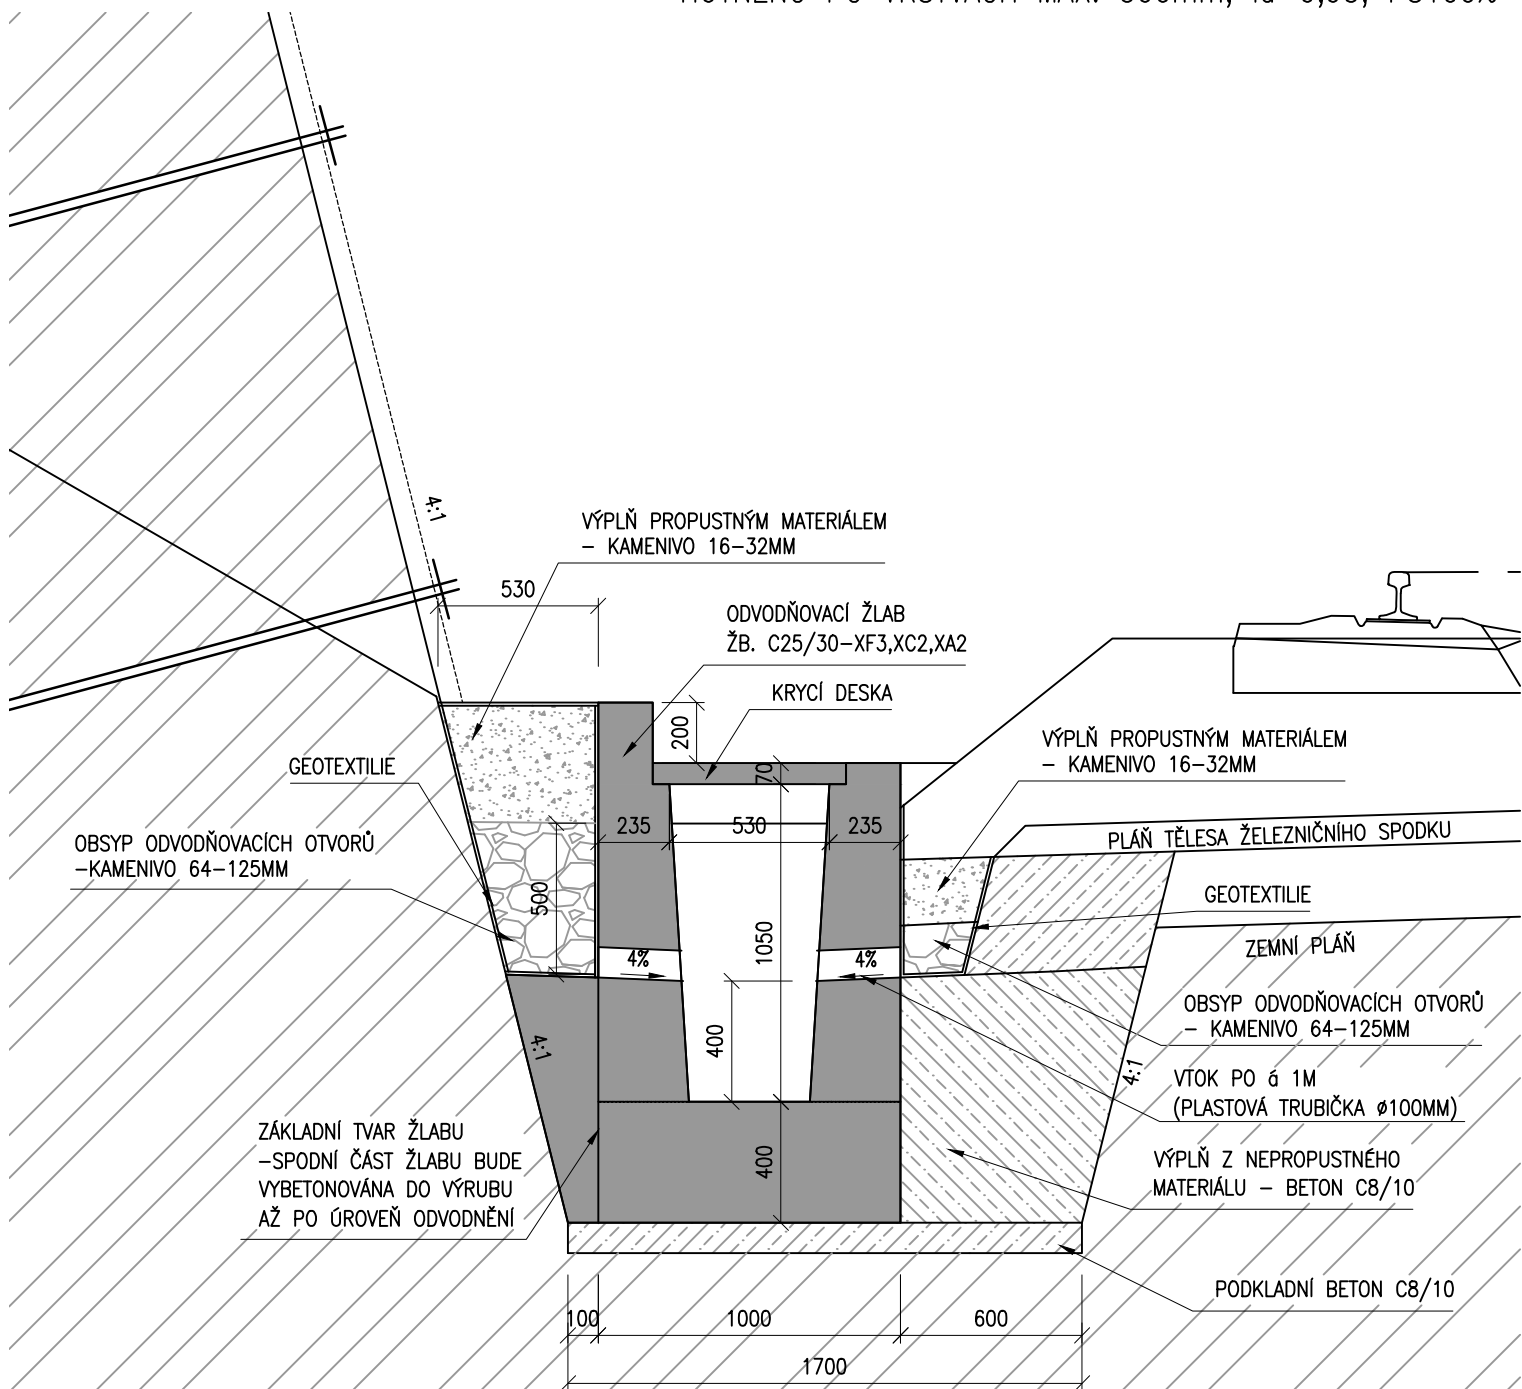 4:1
VÝPLŇ PROPUSTNÝM MATERIÁLEM
– KAMENIVO 16–32MM
530
ODVODŇOVACÍ ŽLAB
ŽB. C25/30–XF3,XC2,XA2
KRYCÍ DESKA
200
70
VÝPLŇ PROPUSTNÝM MATERIÁLEM
– KAMENIVO 16–32MM
GEOTEXTILIE
235
530
235
PLÁŇ TĚLESA ŽELEZNIČNÍHO SPODKU
OBSYP ODVODŇOVACÍCH OTVORŮ
–KAMENIVO 64–125MM
500
GEOTEXTILIE
1050
ZEMNÍ PLÁŇ
4%
4%
OBSYP ODVODŇOVACÍCH OTVORŮ
– KAMENIVO 64–125MM
400
4:1
4:1
VTOK PO á 1M
(PLASTOVÁ TRUBIČKA ø100MM)
ZÁKLADNÍ TVAR ŽLABU
–SPODNÍ ČÁST ŽLABU BUDE
VYBETONOVÁNA DO VÝRUBU
AŽ PO ÚROVEŇ ODVODNĚNÍ
400
VÝPLŇ Z NEPROPUSTNÉHO
MATERIÁLU – BETON C8/10
PODKLADNÍ BETON C8/10
100
1000
600
1700